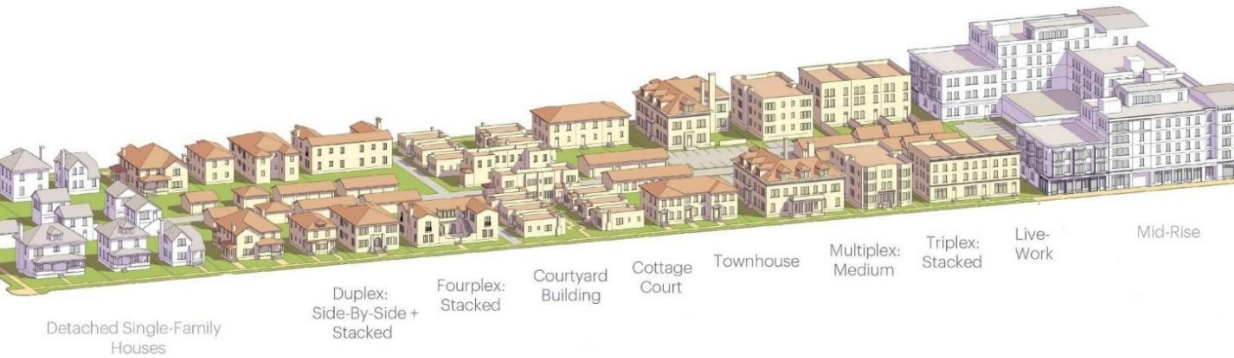 Detached Single-Family
Houses
Duplex:
Side-By-Side +
Stacked
Fourplex:
Stacked
Courtyard
Building
Cottage
Court
Townhouse
Multiplex:
Medium
Triplex:
Stacked
Live-
Work
Mid-Rise